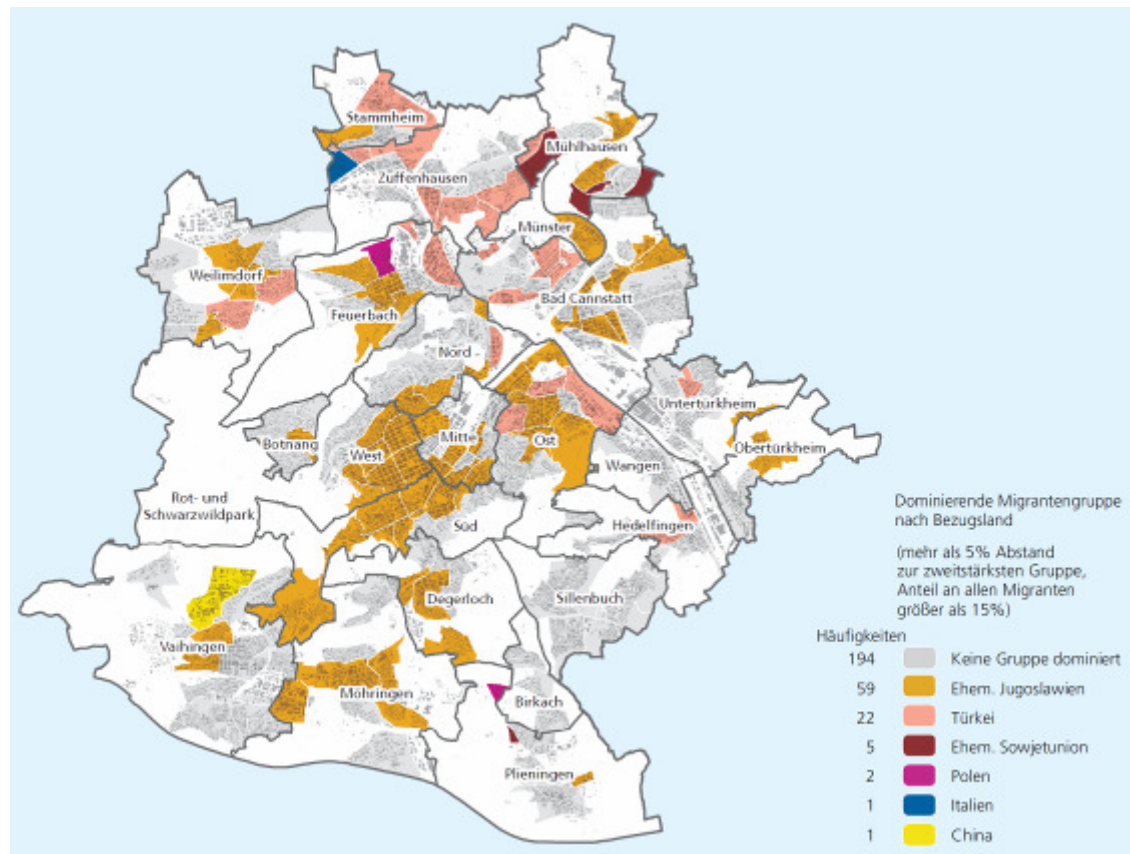 Stammheim
Mühlhausen
Zuffenhausen
Münster
Weilimdorf
Bad Cannstatt
Feuerbach
Nord
Untertürkheim
Botnang
West
Mitte
Ost
Obertürkheim
Wangen
Rot- und
Schwarzwildpark
Süd
Hedelfingen
Degerloch
Sillenbuch
Vaihingen
Möhringen
Birkach
Plieningen
Dominierende Migrantengruppe
nach Bezugsland
(mehr als 5% Abstand
zur zweitstärksten Gruppe,
Anteil an allen Migranten
größer als 15%)
Häufigkeiten
194 Keine Gruppe dominiert
59 Ehem. Jugoslawien
22 Türkei
5 Ehem. Sowjetunion
2 Polen
1 Italien
1 China